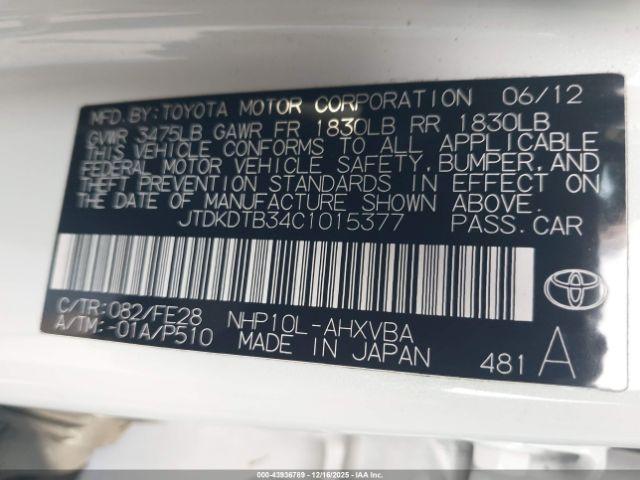 MFD. BY: TOYOTA MOTOR CORPORATION 06/12
GVWR 3475LB GAWR FR 1830LB RR 1830LB
THIS VEHICLE CONFORMS TO ALL APPLICABLE
FEDERAL MOTOR VEHICLE SAFETY, BUMPER, AND
THEFT PREVENTION STANDARDS IN EFFECT ON
THE DATE OF MANUFACTURE SHOWN ABOVE.
JTDKDTB34C1015377 PASS. CAR
C/TR: 082/FE28 NHP10L-AHXVBA
A/TM: -01A/P510 MADE IN JAPAN 481 A
TOYOTA
000-43936769 | 12/16/2025 | IAA, Inc.